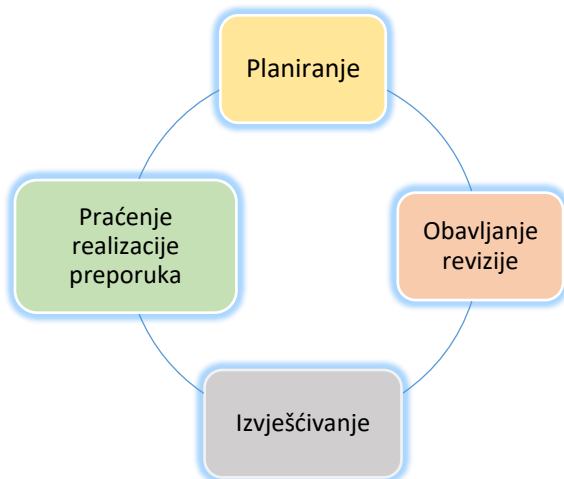 Planiranje
Obavljanje
revizije
Izvješćivanje
Praćenje
realizacije
preporuka